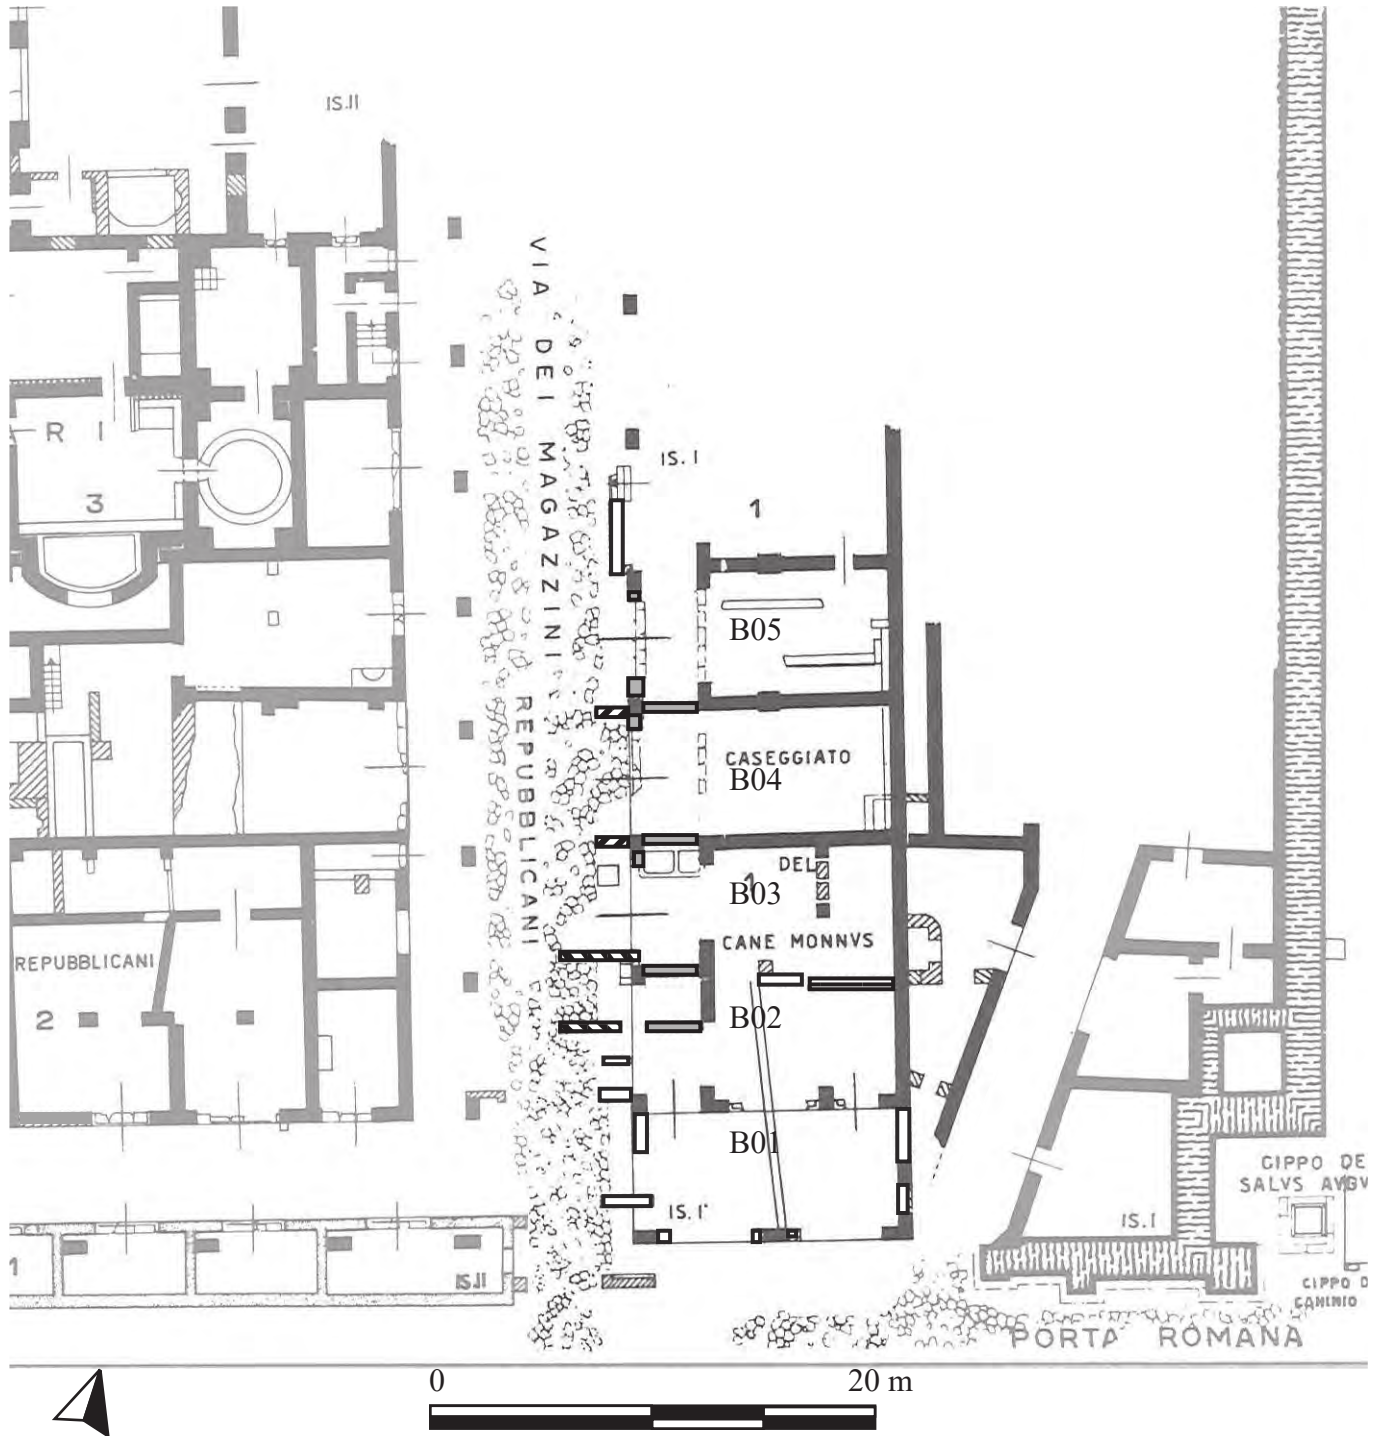 IS.II
VIA DEI MAGAZZINI REPUBBLICANI
R I
3
IS. I
1
B05
CASEGGIATO
B04
DEL
1
B03
CANE MONNVS
REPUBBLICANI
2
B02
B01
IS. I
1
IS.II
IS.I
CIPPO DE
SALVS AVGV
CIPPO D
CANINIO
PORTA ROMANA
0
20 m